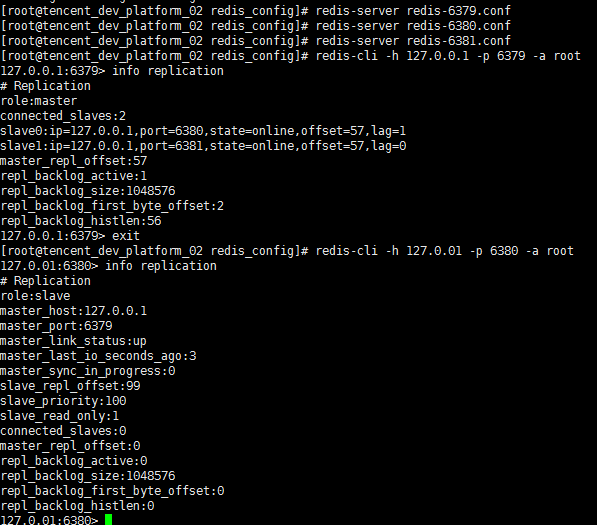 [root@tencent_dev_platform_02 redis_config]# redis-server redis-6379.conf
[root@tencent_dev_platform_02 redis_config]# redis-server redis-6380.conf
[root@tencent_dev_platform_02 redis_config]# redis-server redis-6381.conf
[root@tencent_dev_platform_02 redis_config]# redis-cli -h 127.0.0.1 -p 6379 -a root
127.0.0.1:6379> info replication
# Replication
role:master
connected_slaves:2
slave0:ip=127.0.0.1,port=6380,state=online,offset=57,lag=1
slave1:ip=127.0.0.1,port=6381,state=online,offset=57,lag=0
master_repl_offset:57
repl_backlog_active:1
repl_backlog_size:1048576
repl_backlog_first_byte_offset:2
repl_backlog_histlen:56
127.0.0.1:6379> exit
[root@tencent_dev_platform_02 redis_config]# redis-cli -h 127.0.01 -p 6380 -a root
127.0.01:6380> info replication
# Replication
role:slave
master_host:127.0.0.1
master_port:6379
master_link_status:up
master_last_io_seconds_ago:3
master_sync_in_progress:0
slave_repl_offset:99
slave_priority:100
slave_read_only:1
connected_slaves:0
master_repl_offset:0
repl_backlog_active:0
repl_backlog_size:1048576
repl_backlog_first_byte_offset:0
repl_backlog_histlen:0
127.0.01:6380>